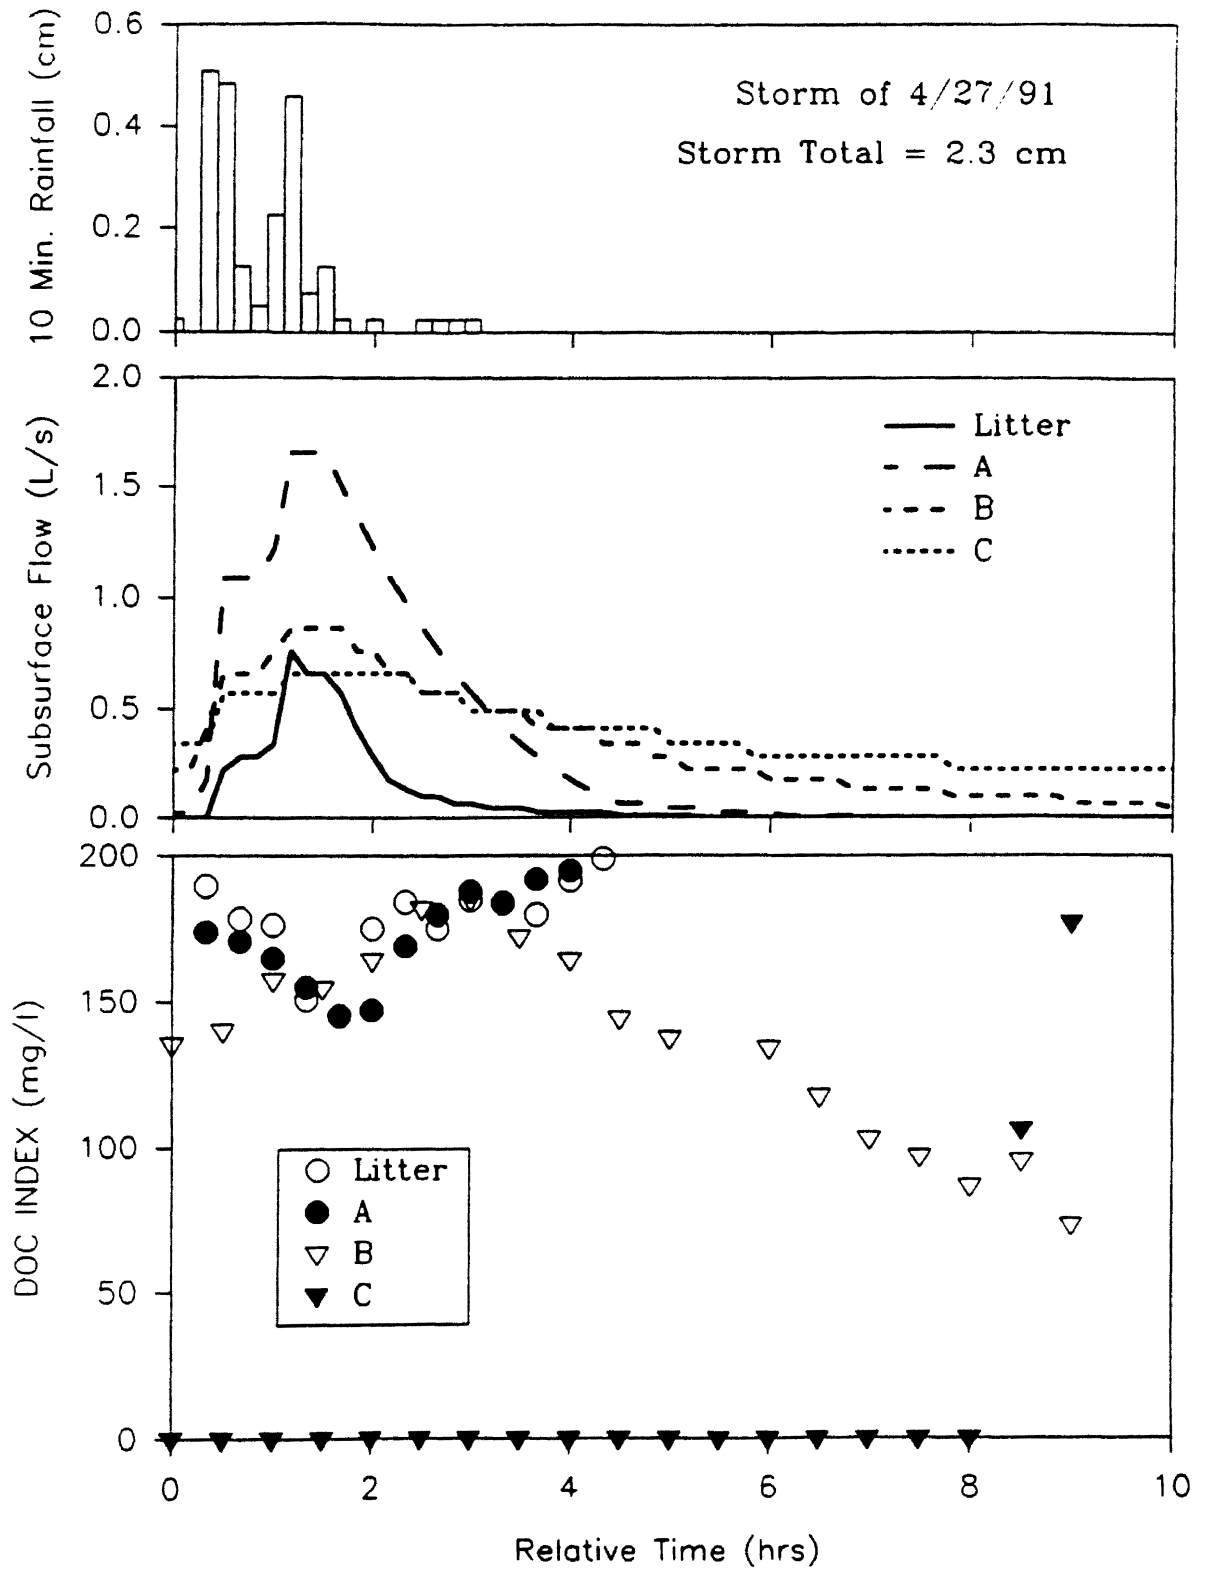 0.6
0.4
0.2
0.0
10 Min. Rainfall (cm)
Storm of 4/27/91
Storm Total = 2.3 cm
2.0
1.5
1.0
0.5
0.0
Subsurface Flow (L/s)
Litter
A
B
C
200
150
100
50
0
DOC INDEX (mg/l)
Litter
A
B
C
0 2 4 6 8 10
Relative Time (hrs)